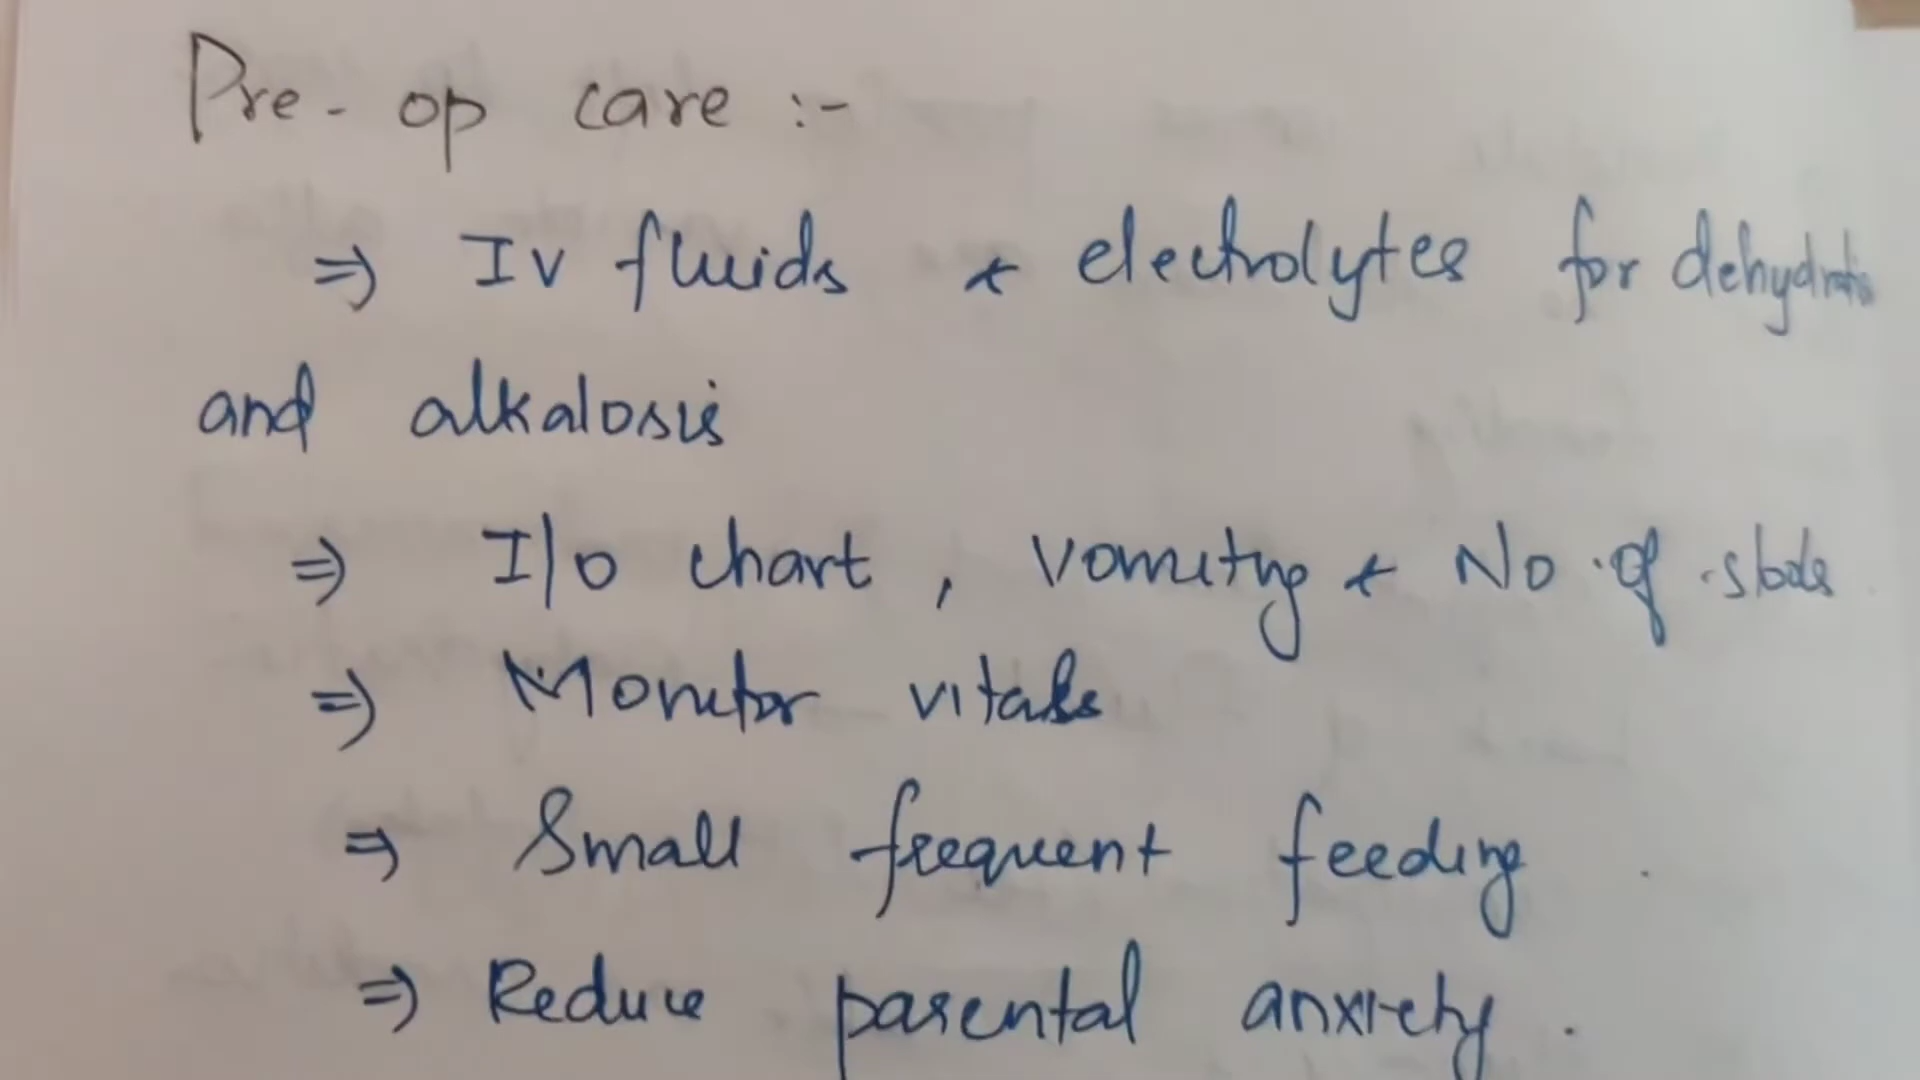 Pre-op care :-
⇒ IV fluids & electrolytes for dehydratn
and alkalosis
⇒ I/o chart, Vomiting & No. of stools
⇒ Monitor vitals
⇒ Small frequent feeding.
⇒ Reduce parental anxiety.